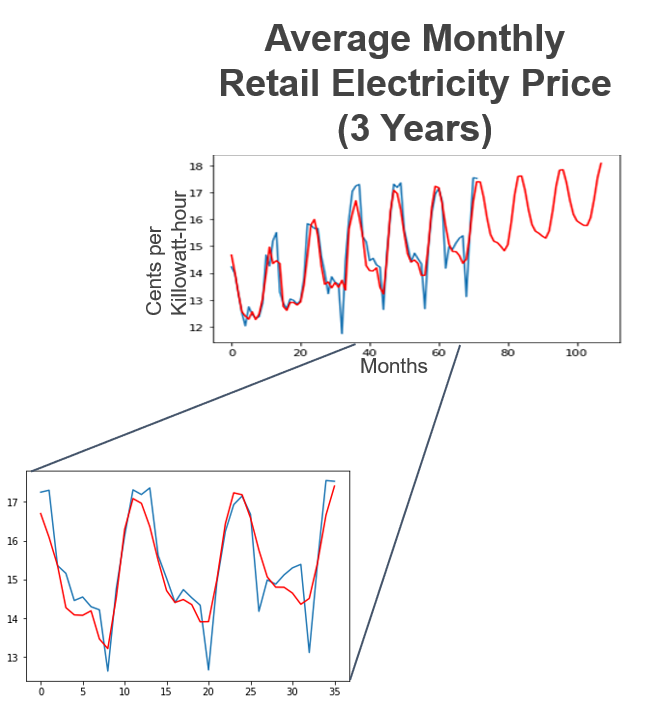 Average Monthly
Retail Electricity Price
(3 Years)
Cents per
Killowatt-hour
18
17
16
15
14
13
12
0 20 40 60 80 100
Months
17
16
15
14
13
0 5 10 15 20 25 30 35